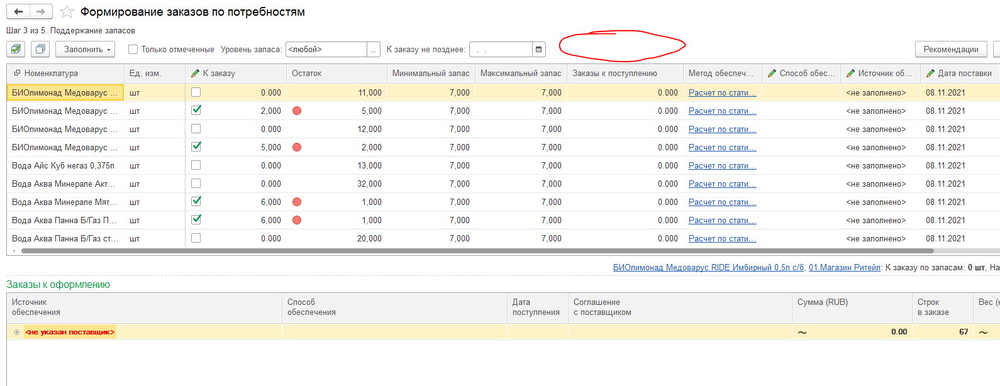 Формирование заказов по потребностям
Шаг 3 из 5. Поддержание запасов
Заполнить Только отмеченные Уровень запаса: <любой> ... К заказу не позднее: . . Рекомендации
Номенклатура Ед. изм. К заказу Остаток Минимальный запас Максимальный запас Заказы к поступлению Метод обеспеч... Способ обес... Источник об... Дата поставки
БИОлимонад Медоварус ... шт 0.000 11,000 7,000 7,000 0.000 Расчет по стати... <не заполнено> 08.11.2021
БИОлимонад Медоварус ... шт 2,000 5,000 7,000 7,000 0.000 Расчет по стати... <не заполнено> 08.11.2021
БИОлимонад Медоварус ... шт 0.000 12,000 7,000 7,000 0.000 Расчет по стати... <не заполнено> 08.11.2021
БИОлимонад Медоварус ... шт 5,000 2,000 7,000 7,000 0.000 Расчет по стати... <не заполнено> 08.11.2021
Вода Айс Куб негаз 0,375л шт 0.000 13,000 7,000 7,000 0.000 Расчет по стати... <не заполнено> 08.11.2021
Вода Аква Минерале Акт... шт 0.000 32,000 7,000 7,000 0.000 Расчет по стати... <не заполнено> 08.11.2021
Вода Аква Минерале Мят... шт 6,000 1,000 7,000 7,000 0.000 Расчет по стати... <не заполнено> 08.11.2021
Вода Аква Панна Б/Газ П... шт 6,000 1,000 7,000 7,000 0.000 Расчет по стати... <не заполнено> 08.11.2021
Вода Аква Панна Б/Газ ст... шт 0.000 20,000 7,000 7,000 0.000 Расчет по стати... <не заполнено> 08.11.2021
БИОлимонад Медоварус RIDE Имбирный 0,5л с/б, 01.Магазин Ритейл: К заказу по запасам: 0 шт, На
Заказы к оформлению
Источник Способ Дата Соглашение Сумма (RUB) Строк Вес (
обеспечения обеспечения поступления с поставщиком в заказе
<не указан поставщик> ~ 0.00 67 ~